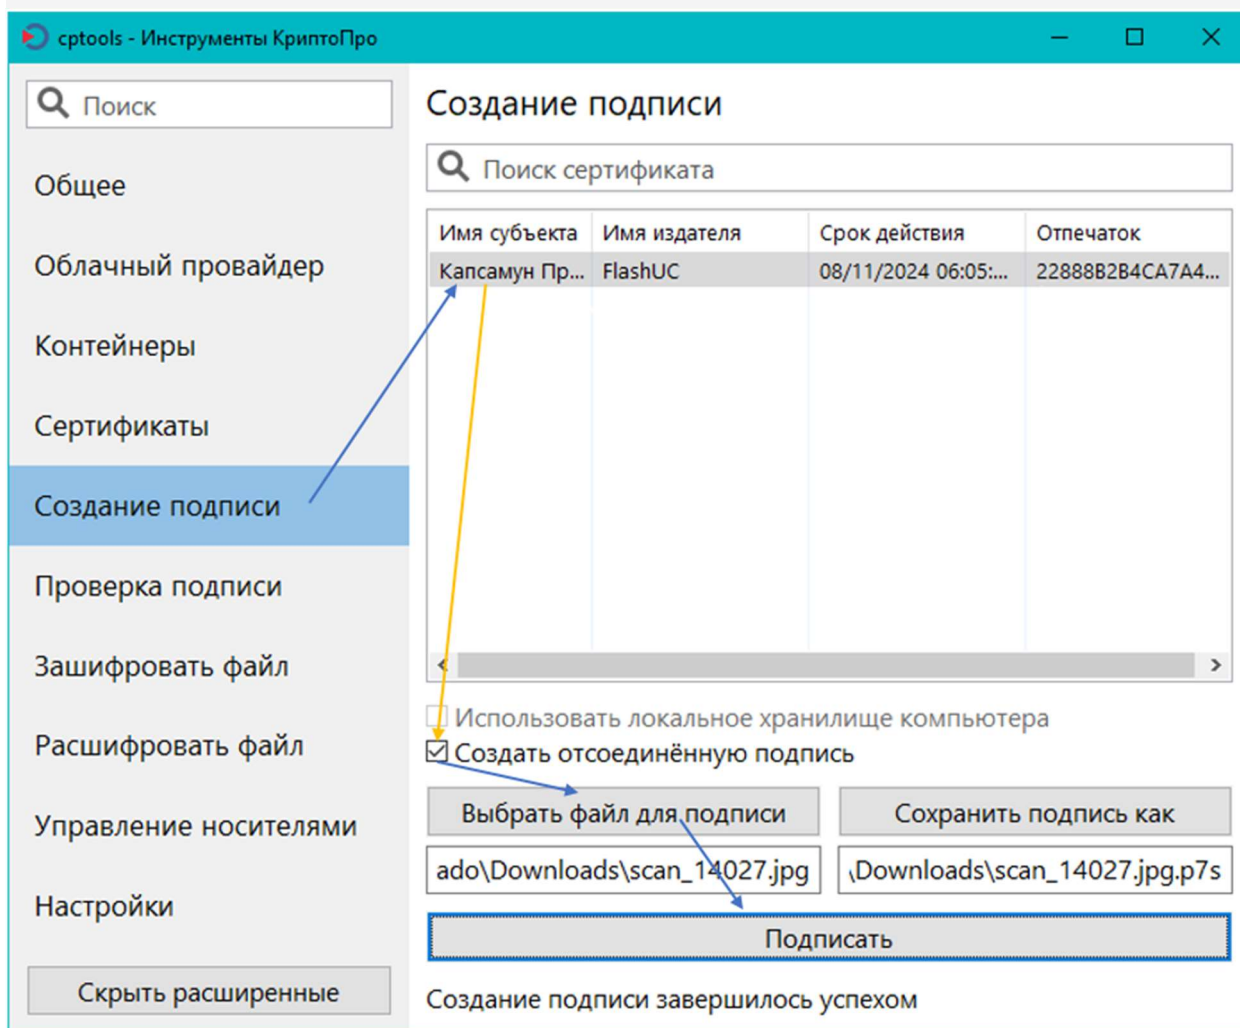 cptools - Инструменты КриптоПро
Поиск
Общее
Облачный провайдер
Контейнеры
Сертификаты
Создание подписи
Проверка подписи
Зашифровать файл
Расшифровать файл
Управление носителями
Настройки
Скрыть расширенные
Создание подписи
Поиск сертификата
Имя субъекта Имя издателя Срок действия Отпечаток
Капсамун Пр... FlashUC 08/11/2024 06:05:... 22888B2B4CA7A4...
Использовать локальное хранилище компьютера
Создать отсоединённую подпись
Выбрать файл для подписи Сохранить подпись как
ado\Downloads\scan_14027.jpg \Downloads\scan_14027.jpg.p7s
Подписать
Создание подписи завершилось успехом